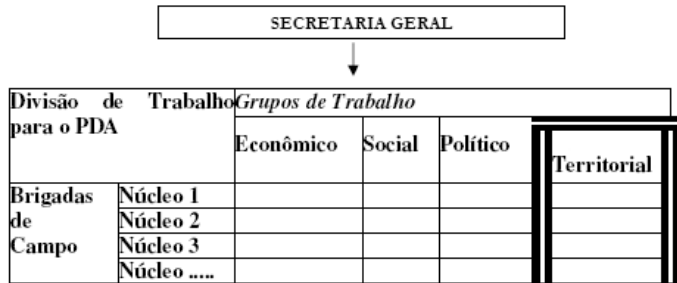 SECRETARIA GERAL
Divisão de Trabalho
para o PDA
Grupos de Trabalho
Econômico Social Político Territorial
Brigadas
de
Campo
Núcleo 1
Núcleo 2
Núcleo 3
Núcleo .....